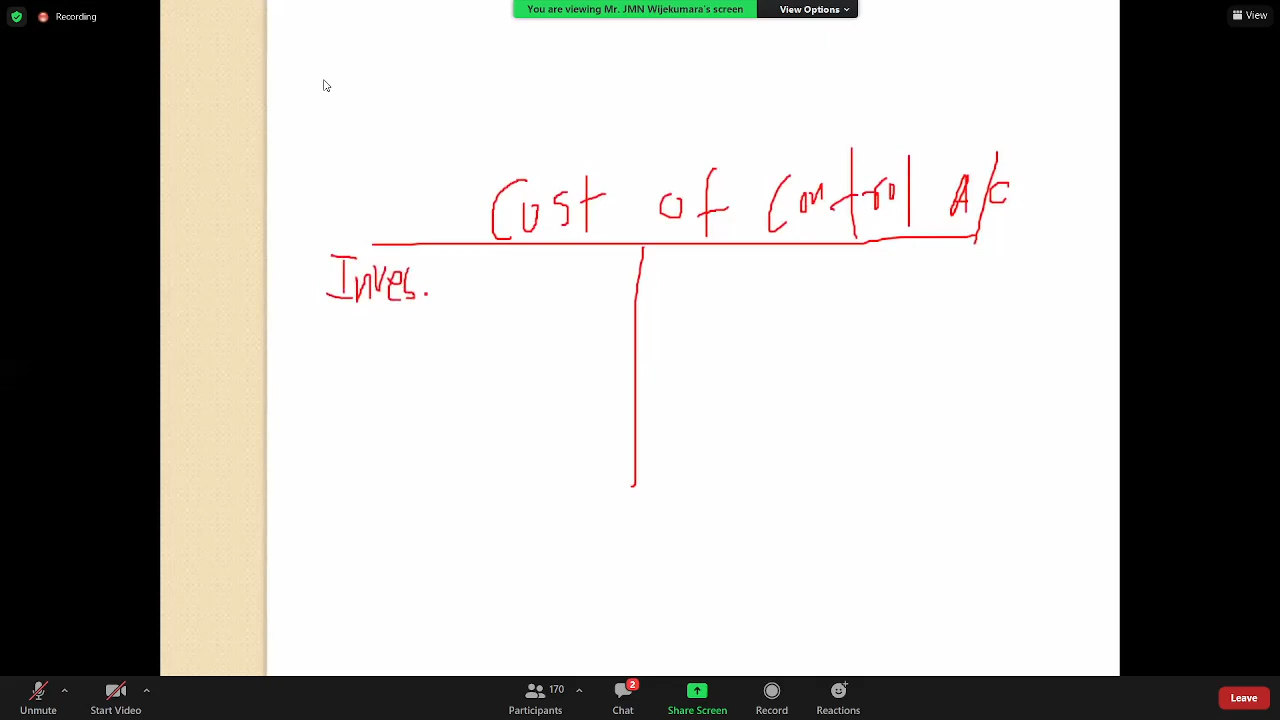 Recording
You are viewing Mr. JMN Wijekumara's screen
View Options
View
Cost of Control A/c
Inves.
Unmute
Start Video
Participants
170
Chat
2
Share Screen
Record
Reactions
Leave